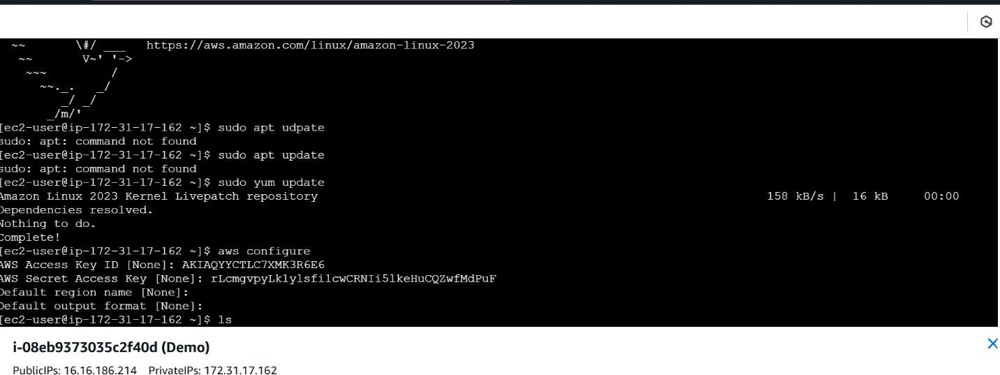 ~~ \#/ ___ https://aws.amazon.com/linux/amazon-linux-2023
~~ V~' '->
~~~ /
~~._. _/
_/ _/
_/m/'
[ec2-user@ip-172-31-17-162 ~]$ sudo apt udpate
sudo: apt: command not found
[ec2-user@ip-172-31-17-162 ~]$ sudo apt update
sudo: apt: command not found
[ec2-user@ip-172-31-17-162 ~]$ sudo yum update
Amazon Linux 2023 Kernel Livepatch repository 158 kB/s | 16 kB 00:00
Dependencies resolved.
Nothing to do.
Complete!
[ec2-user@ip-172-31-17-162 ~]$ aws configure
AWS Access Key ID [None]: AKIAQYYCTLC7XMK3R6E6
AWS Secret Access Key [None]:
Default region name [None]:
Default output format [None]:
[ec2-user@ip-172-31-17-162 ~]$ ls
i-08eb9373035c2f40d (Demo)
PublicIPs: 16.16.186.214 PrivateIPs: 172.31.17.162